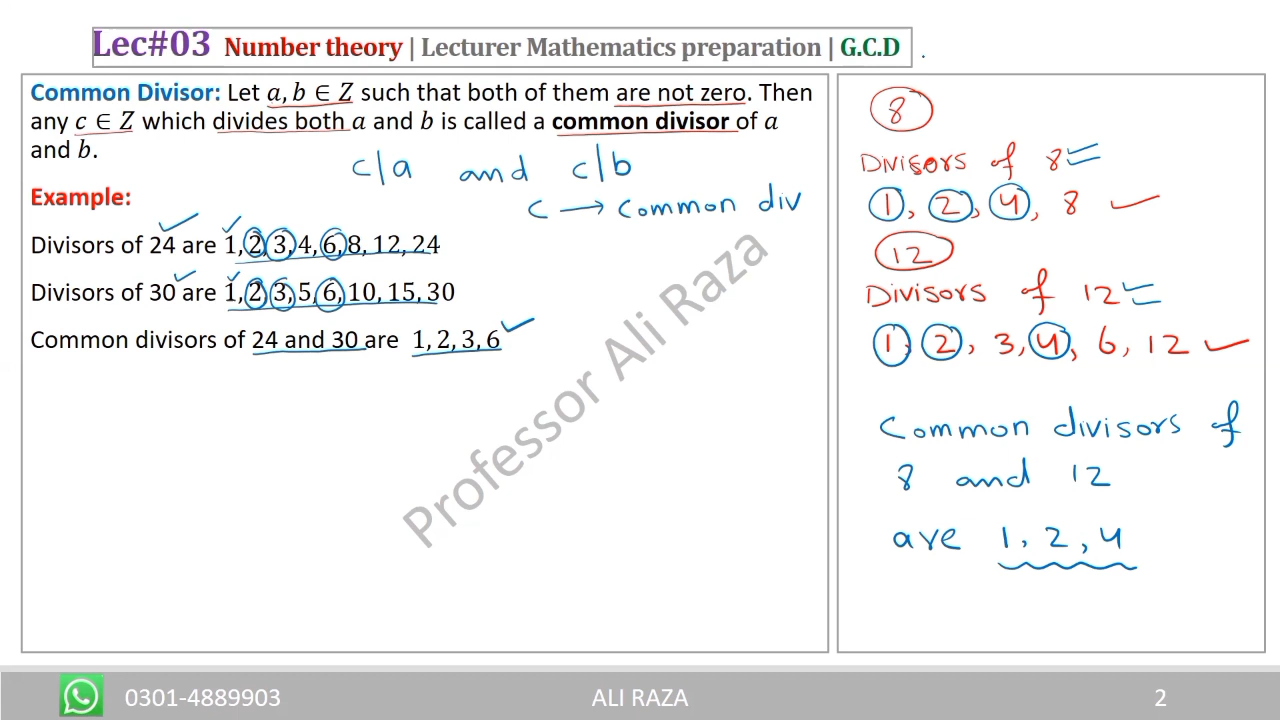 Lec#03 Number theory | Lecturer Mathematics preparation | G.C.D
Common Divisor: Let a, b ∈ Z such that both of them are not zero. Then
any c ∈ Z which divides both a and b is called a common divisor of a
and b.
c/a and c/b
c → common div
Example:
Divisors of 24 are 1, 2, 3, 4, 6, 8, 12, 24
Divisors of 30 are 1, 2, 3, 5, 6, 10, 15, 30
Common divisors of 24 and 30 are 1, 2, 3, 6
Professor Ali Raza
8
Divisors of 8
1, 2, 4, 8
12
Divisors of 12
1, 2, 3, 4, 6, 12
Common divisors of
8 and 12
are 1, 2, 4
0301-4889903 ALI RAZA 2